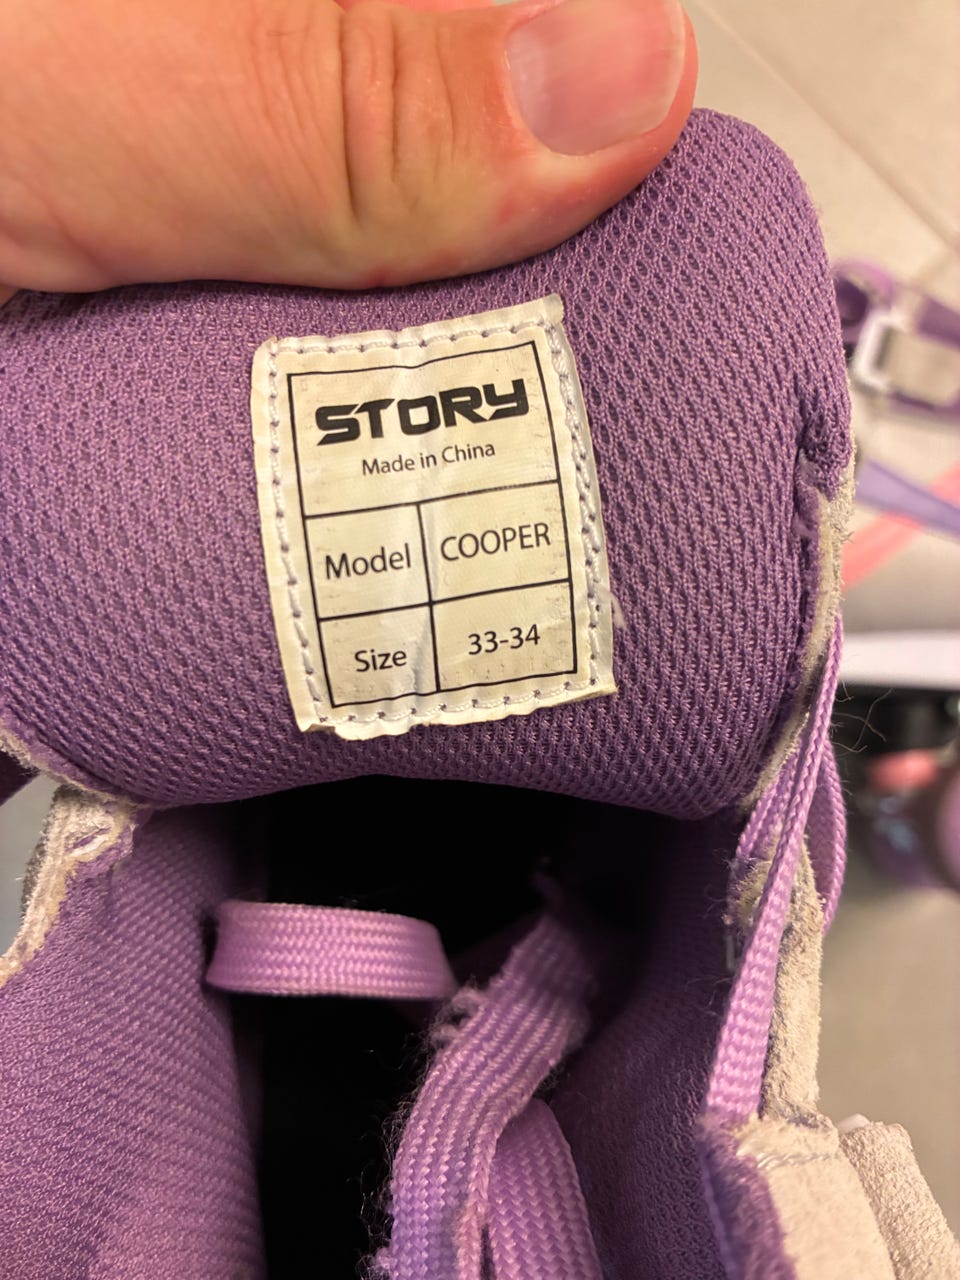 STORY
Made in China
Model COOPER
Size 33-34